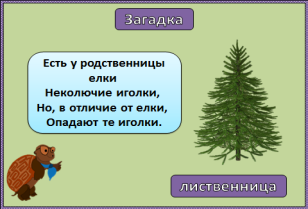 Загадка
Есть у родственницы
елки
Неколючие иголки,
Но, в отличие от елки,
Опадают те иголки.
лиственница